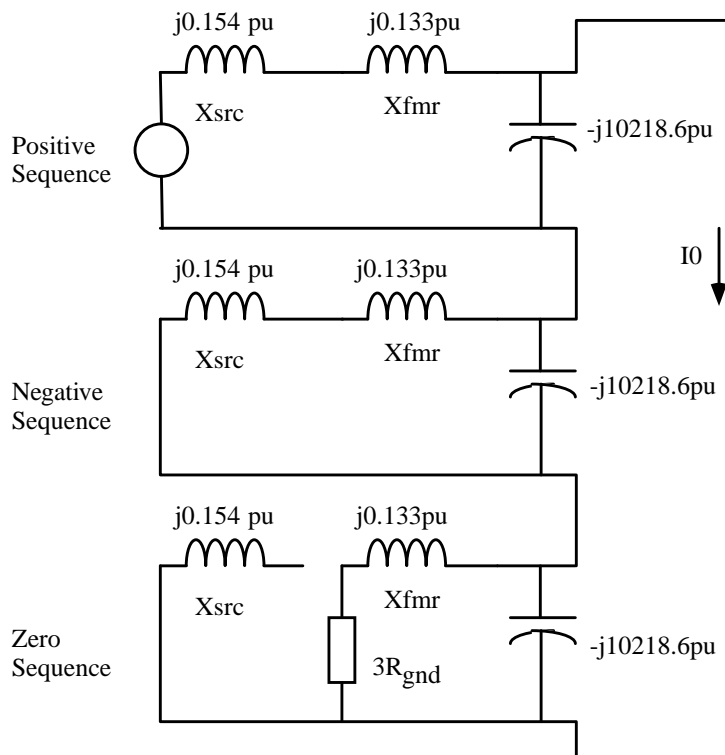 j0.154 pu j0.133pu
Xsrc Xfmr
-j10218.6pu
Positive
Sequence
I0
j0.154 pu j0.133pu
Xsrc Xfmr
-j10218.6pu
Negative
Sequence
j0.154 pu j0.133pu
Xsrc Xfmr
-j10218.6pu
Zero
Sequence
3Rgnd